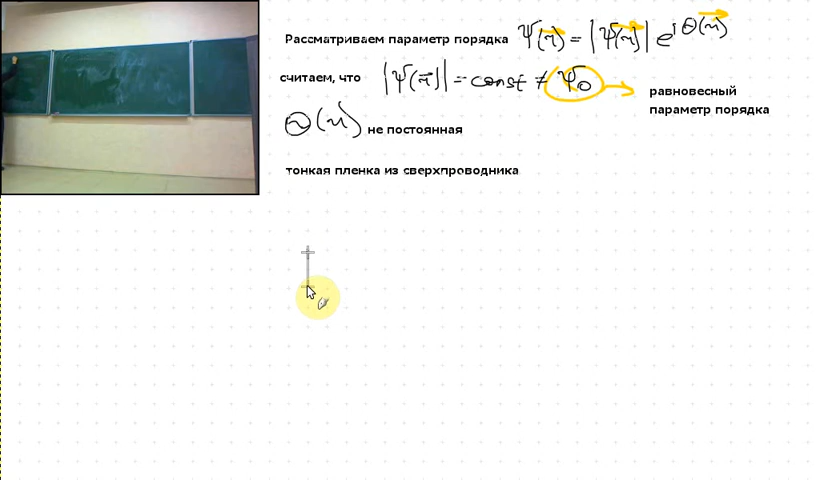 Рассматриваем параметр порядка Ψ(r⃗) = |Ψ(r⃗)| e^{iΘ(r⃗)}
считаем, что |Ψ(r⃗)| = const ≠ Ψ₀ → равновесный
параметр порядка
Θ(r) не постоянная
тонкая пленка из сверхпроводника